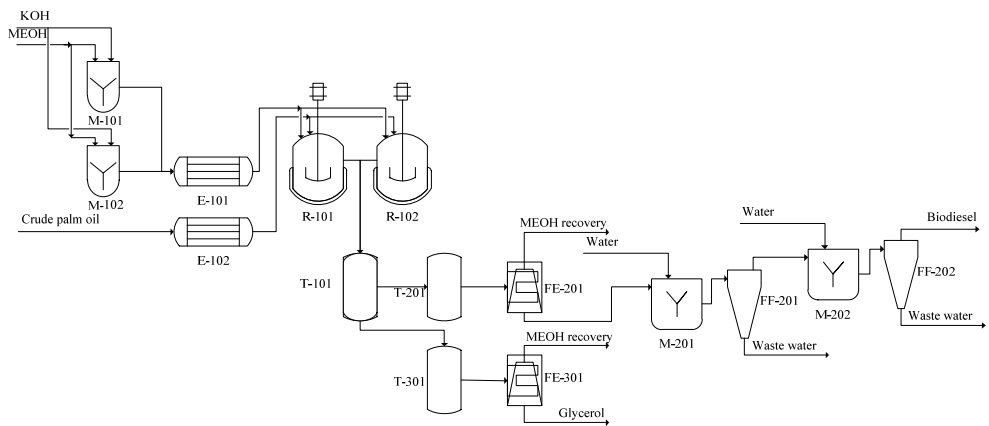 KOH
MEOH
M-101
M-102
E-101
Crude palm oil
E-102
R-101
R-102
T-101
T-201
MEOH recovery
Water
FE-201
M-201
FF-201
Waste water
Water
M-202
Biodiesel
FF-202
Waste water
T-301
MEOH recovery
FE-301
Glycerol